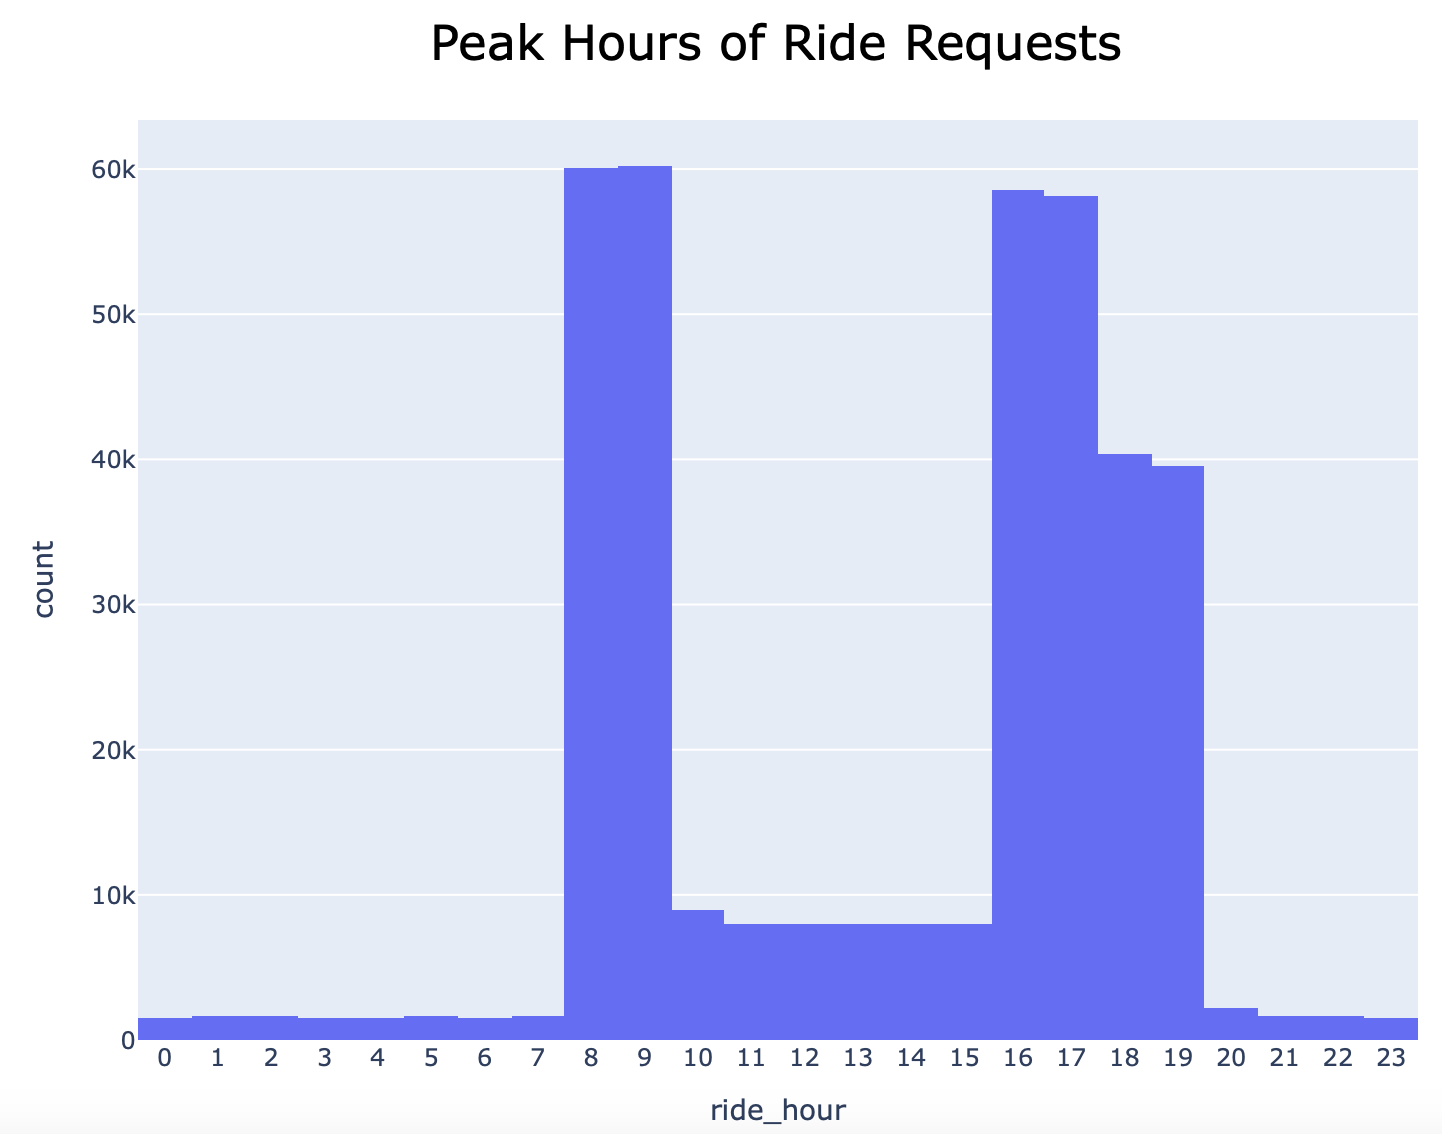 Peak Hours of Ride Requests
60k
50k
40k
30k
20k
10k
0
count
0 1 2 3 4 5 6 7 8 9 10 11 12 13 14 15 16 17 18 19 20 21 22 23
ride_hour